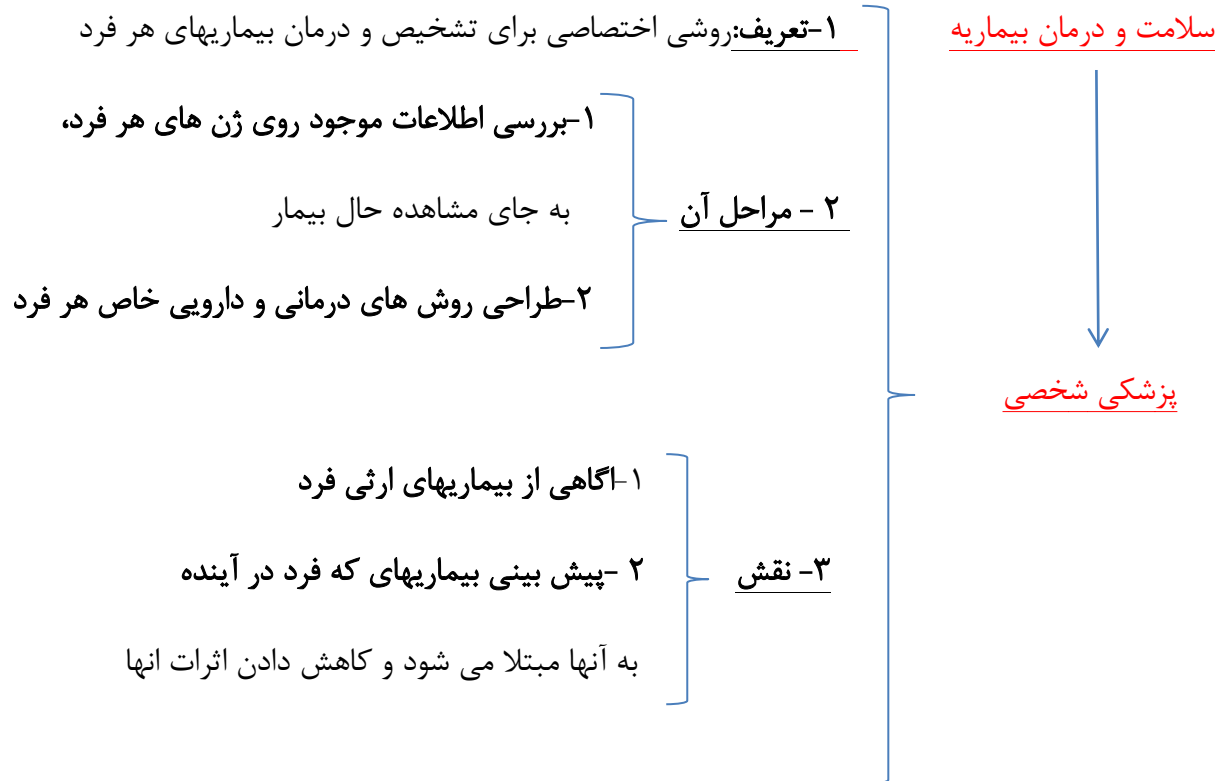 سلامت و درمان بیماریه
۱-تعریف:روشی اختصاصی برای تشخیص و درمان بیماریهای هر فرد
۱-بررسی اطلاعات موجود روی ژن های هر فرد،
۲ - مراحل آن
به جای مشاهده حال بیمار
۲-طراحی روش های درمانی و دارویی خاص هر فرد
پزشکی شخصی
۱-اگاهی از بیماریهای ارثی فرد
۳- نقش
۲ -پیش بینی بیماریهای که فرد در آینده
به آنها مبتلا می شود و کاهش دادن اثرات انها